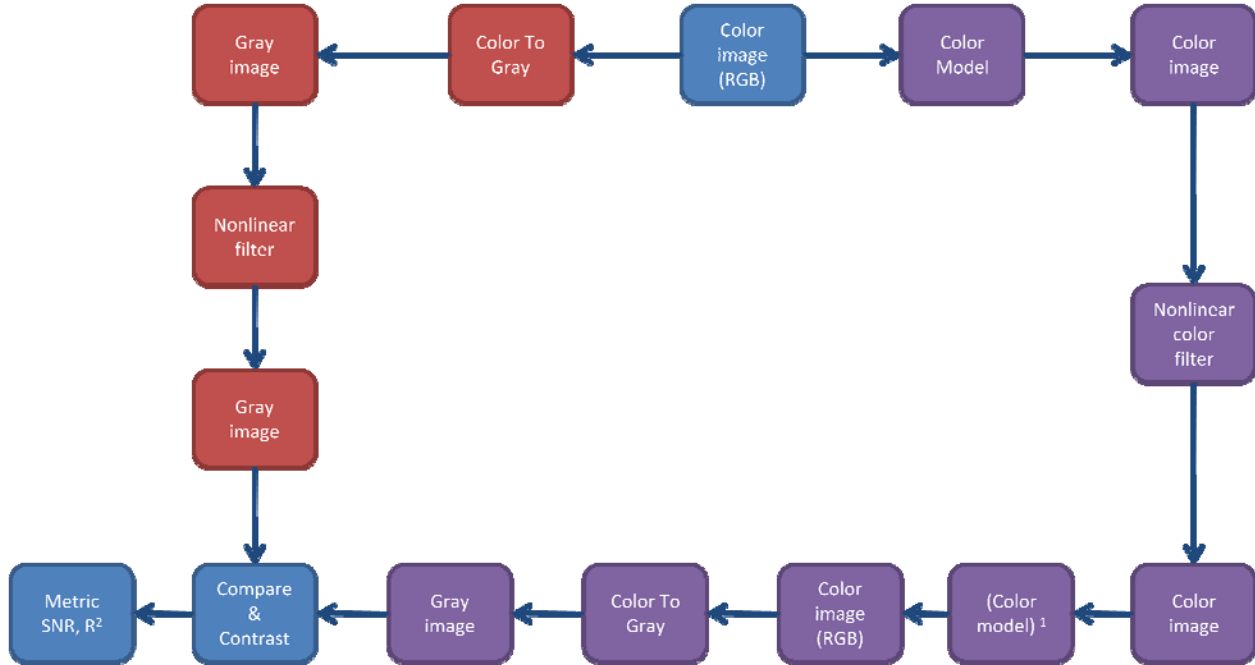 Gray
image
Color To
Gray
Color
image
(RGB)
Color
Model
Color
image
Nonlinear
filter
Nonlinear
color
filter
Gray
image
Metric
SNR, R²
Compare
&
Contrast
Gray
image
Color To
Gray
Color
image
(RGB)
(Color
model) ¹
Color
image